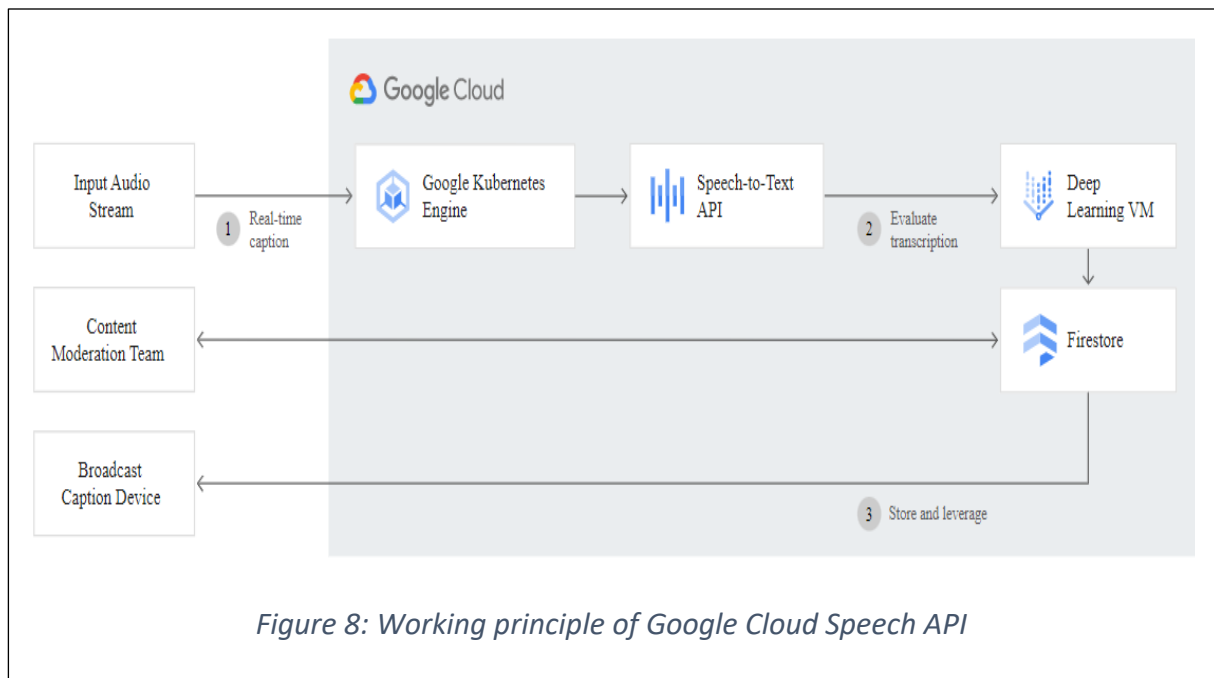 Google Cloud
Input Audio
Stream
1 Real-time
caption
Google Kubernetes
Engine
Speech-to-Text
API
2 Evaluate
transcription
Deep
Learning VM
Content
Moderation Team
Firestore
Broadcast
Caption Device
3 Store and leverage
Figure 8: Working principle of Google Cloud Speech API